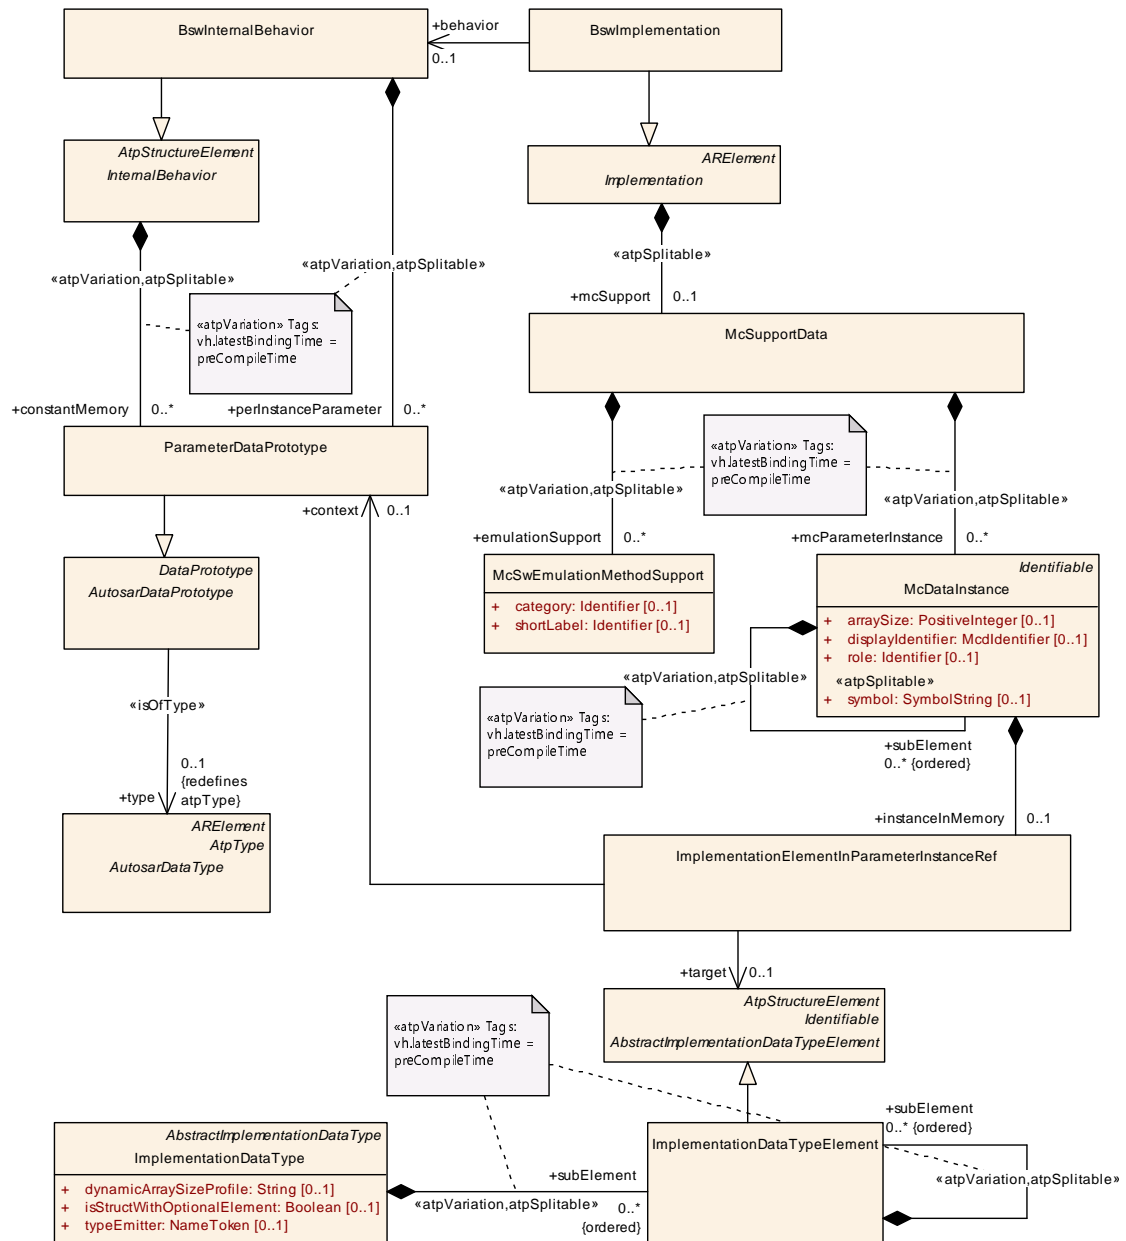 BswInternalBehavior
+behavior
0..1
BswImplementation
AtpStructureElement
InternalBehavior
ARElement
Implementation
«atpVariation,atpSplitable»
«atpVariation,atpSplitable»
«atpSplitable»
«atpVariation» Tags:
vh.latestBindingTime =
preCompileTime
+mcSupport
0..1
McSupportData
+constantMemory
0..*
+perInstanceParameter
0..*
ParameterDataPrototype
«atpVariation» Tags:
vh.latestBindingTime =
preCompileTime
«atpVariation,atpSplitable»
«atpVariation,atpSplitable»
+context
0..1
+emulationSupport
0..*
+mcParameterInstance
0..*
DataPrototype
AutosarDataPrototype
McSwEmulationMethodSupport
+ category: Identifier [0..1]
+ shortLabel: Identifier [0..1]
Identifiable
McDataInstance
+ arraySize: PositiveInteger [0..1]
+ displayIdentifier: McdIdentifier [0..1]
+ role: Identifier [0..1]
«atpSplitable»
+ symbol: SymbolString [0..1]
«atpVariation,atpSplitable»
«isOfType»
«atpVariation» Tags:
vh.latestBindingTime =
preCompileTime
+subElement
0..* {ordered}
0..1
{redefines
atpType}
+type
+instanceInMemory
0..1
ARElement
AtpType
AutosarDataType
ImplementationElementInParameterInstanceRef
+target
0..1
AtpStructureElement
Identifiable
AbstractImplementationDataTypeElement
«atpVariation» Tags:
vh.latestBindingTime =
preCompileTime
+subElement
0..* {ordered}
AbstractImplementationDataType
ImplementationDataType
+ dynamicArraySizeProfile: String [0..1]
+ isStructWithOptionalElement: Boolean [0..1]
+ typeEmitter: NameToken [0..1]
+subElement
«atpVariation,atpSplitable»
0..*
{ordered}
ImplementationDataTypeElement
«atpVariation,atpSplitable»